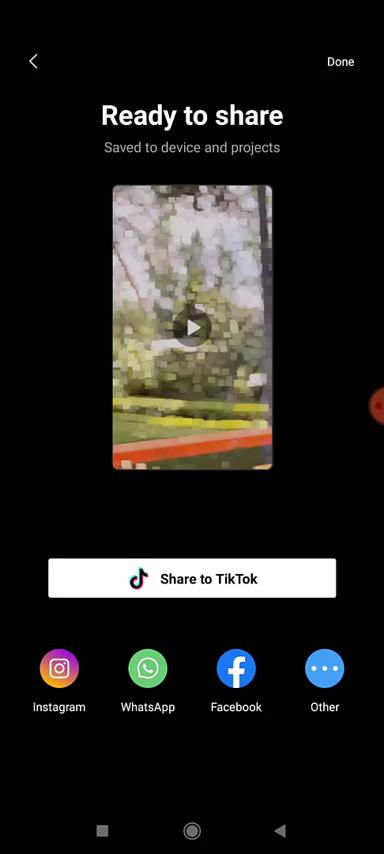 Done
Ready to share
Saved to device and projects
Share to TikTok
Instagram
WhatsApp
Facebook
Other